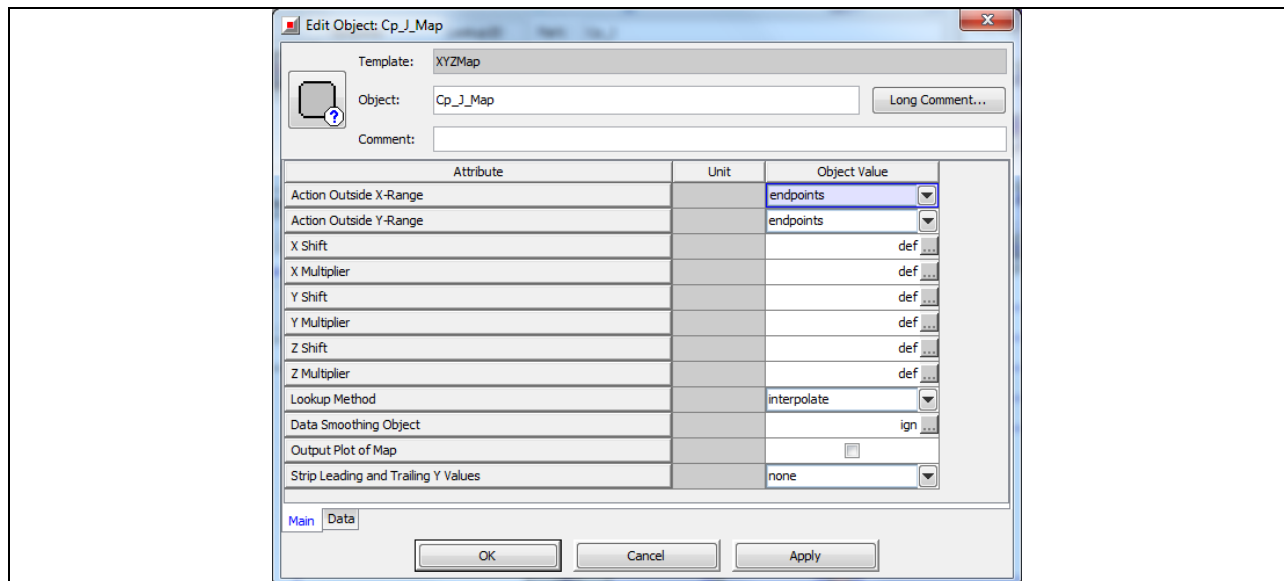 Edit Object: Cp_J_Map
Template: XYZMap
Object: Cp_J_Map Long Comment...
Comment:
Attribute Unit Object Value
Action Outside X-Range endpoints
Action Outside Y-Range endpoints
X Shift def ...
X Multiplier def ...
Y Shift def ...
Y Multiplier def ...
Z Shift def ...
Z Multiplier def ...
Lookup Method interpolate
Data Smoothing Object ign ...
Output Plot of Map
Strip Leading and Trailing Y Values none
Main Data
OK Cancel Apply